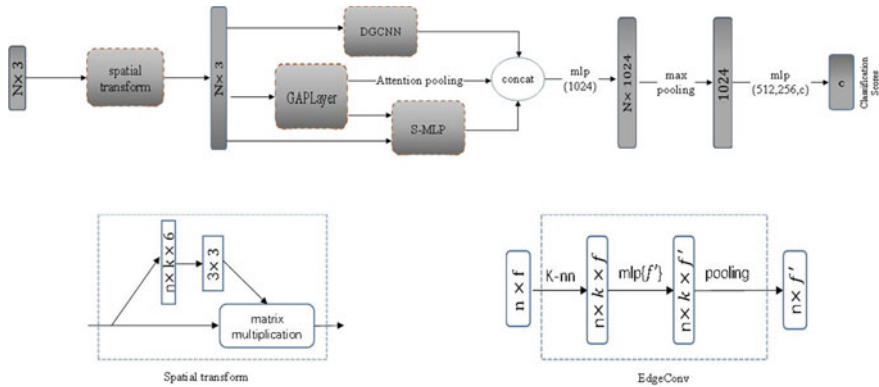 N× 3
spatial
transform
N× 3
DGCNN
GAPLayer
Attention pooling
S-MLP
concat
mlp
(1024)
N× 1024
max
pooling
1024
mlp
(512,256,c)
c
Classification
Scores
n× k× 6
3× 3
matrix
multiplication
Spatial transform
n× f
K-nn
n× k× f
mlp{f'}
n× k× f'
pooling
n× f'
EdgeConv